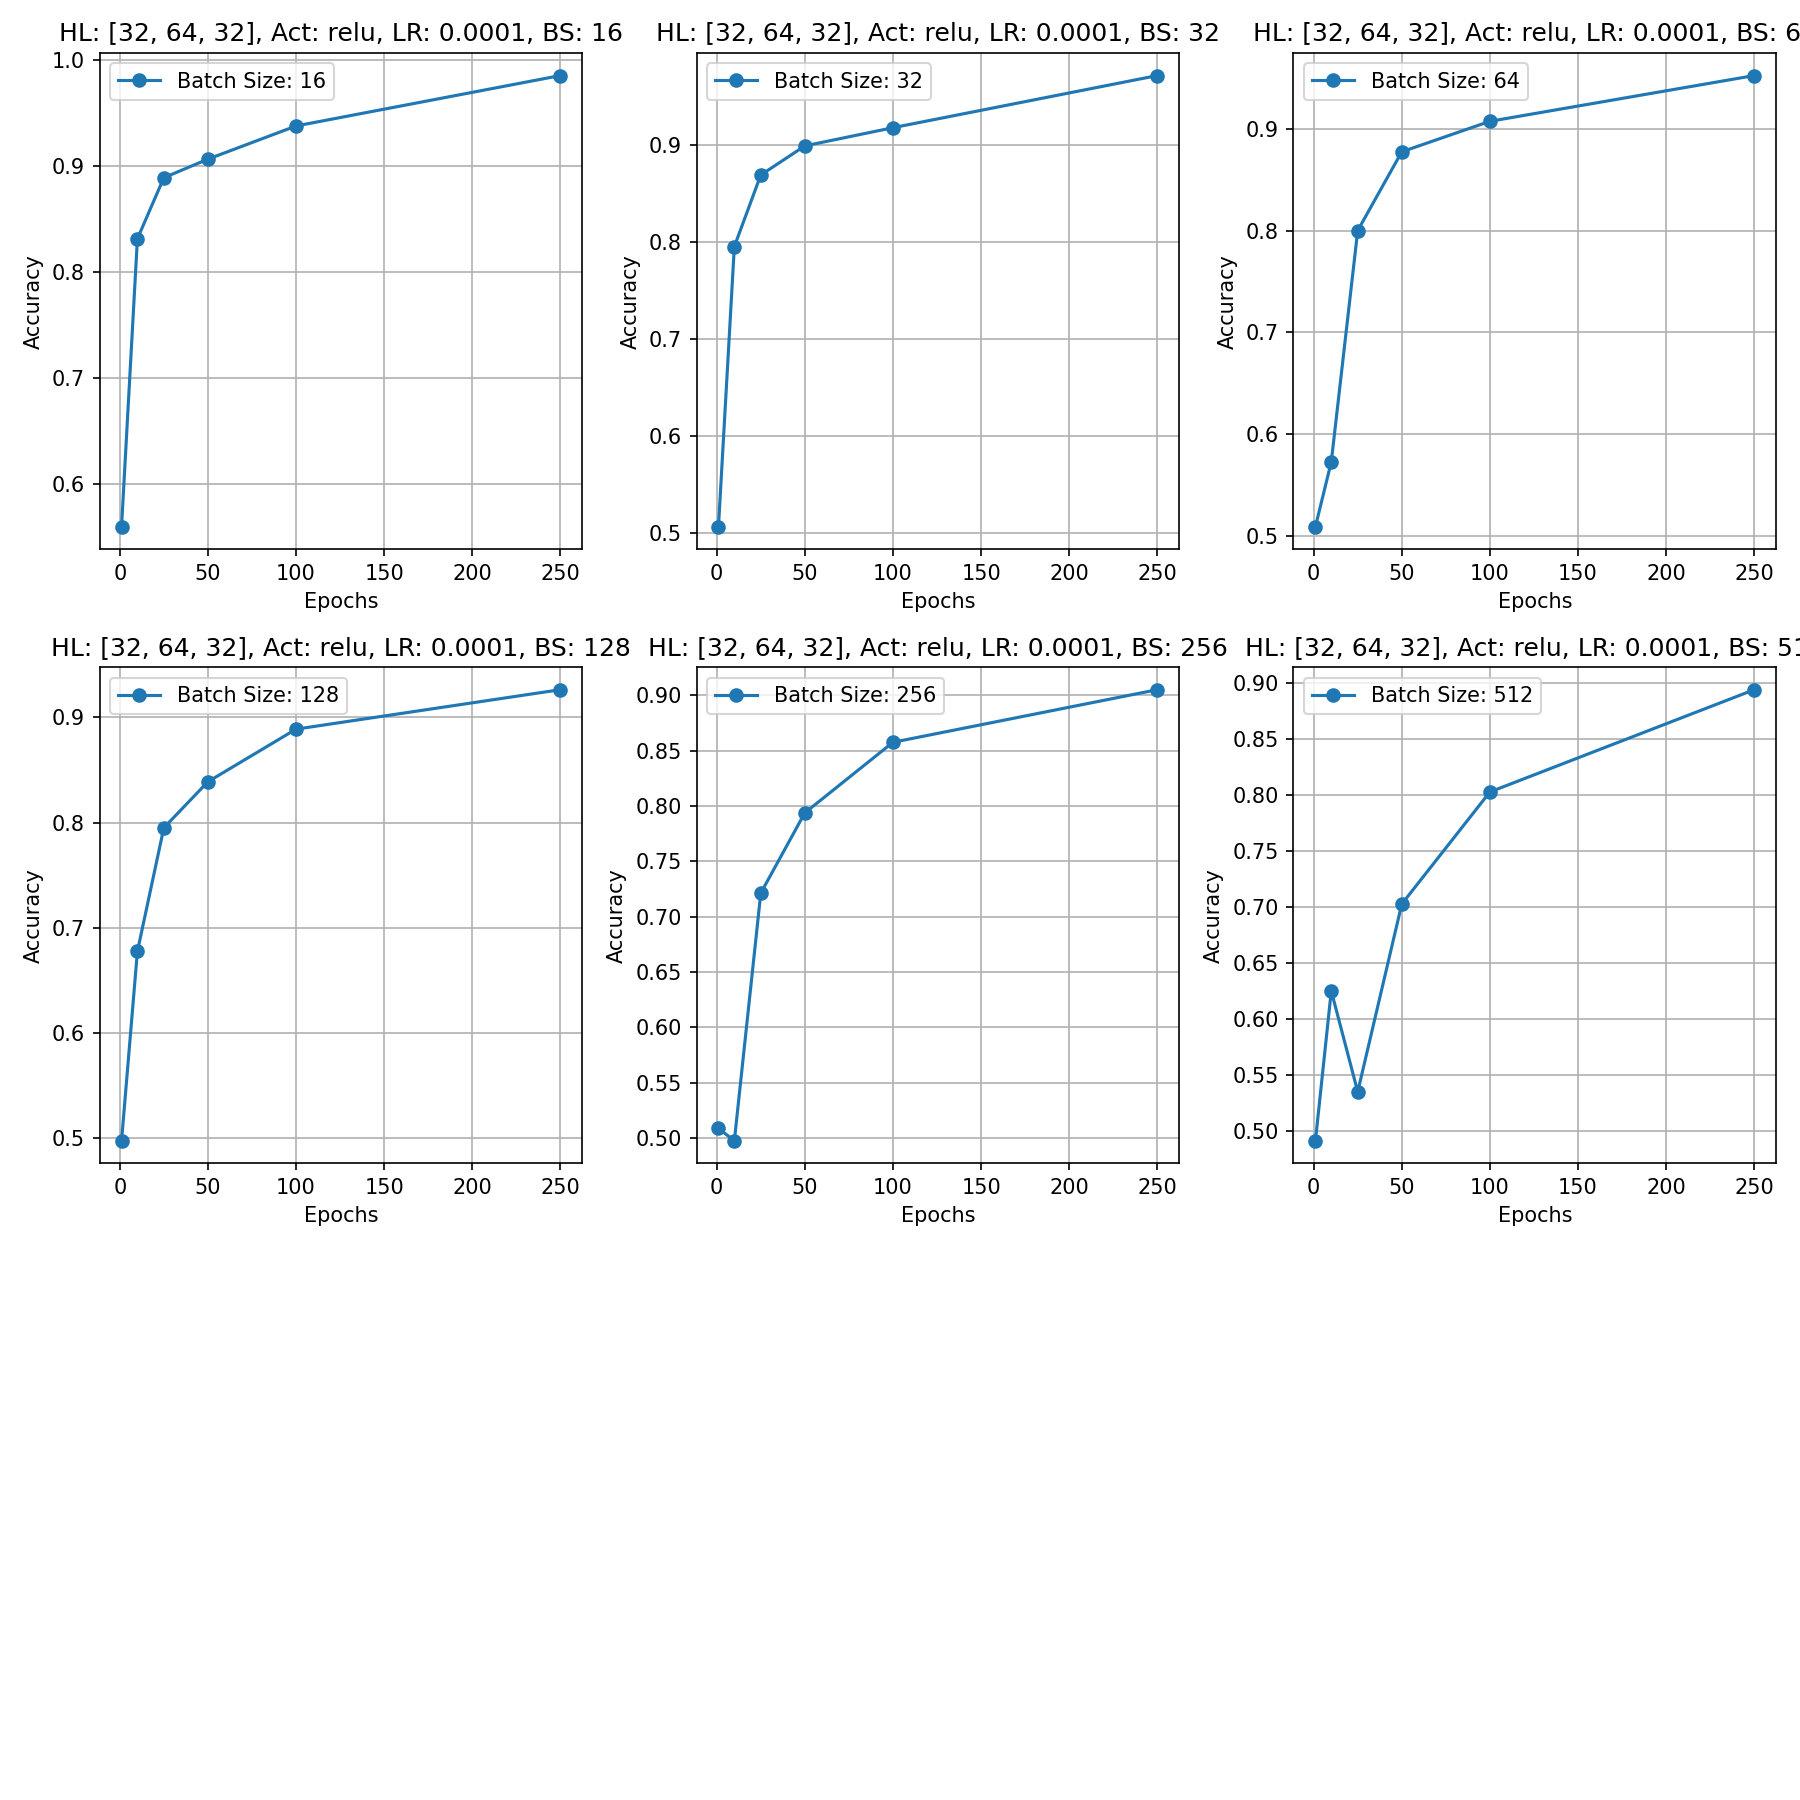 HL: [32, 64, 32], Act: relu, LR: 0.0001, BS: 16
Batch Size: 16
1.0
0.9
0.8
0.7
0.6
Accuracy
0 50 100 150 200 250
Epochs
HL: [32, 64, 32], Act: relu, LR: 0.0001, BS: 32
Batch Size: 32
0.9
0.8
0.7
0.6
0.5
Accuracy
0 50 100 150 200 250
Epochs
HL: [32, 64, 32], Act: relu, LR: 0.0001, BS: 6
Batch Size: 64
0.9
0.8
0.7
0.6
0.5
Accuracy
0 50 100 150 200 250
Epochs
HL: [32, 64, 32], Act: relu, LR: 0.0001, BS: 128
Batch Size: 128
0.9
0.8
0.7
0.6
0.5
Accuracy
0 50 100 150 200 250
Epochs
HL: [32, 64, 32], Act: relu, LR: 0.0001, BS: 256
Batch Size: 256
0.90
0.85
0.80
0.75
0.70
0.65
0.60
0.55
0.50
Accuracy
0 50 100 150 200 250
Epochs
HL: [32, 64, 32], Act: relu, LR: 0.0001, BS: 51
Batch Size: 512
0.90
0.85
0.80
0.75
0.70
0.65
0.60
0.55
0.50
Accuracy
0 50 100 150 200 250
Epochs